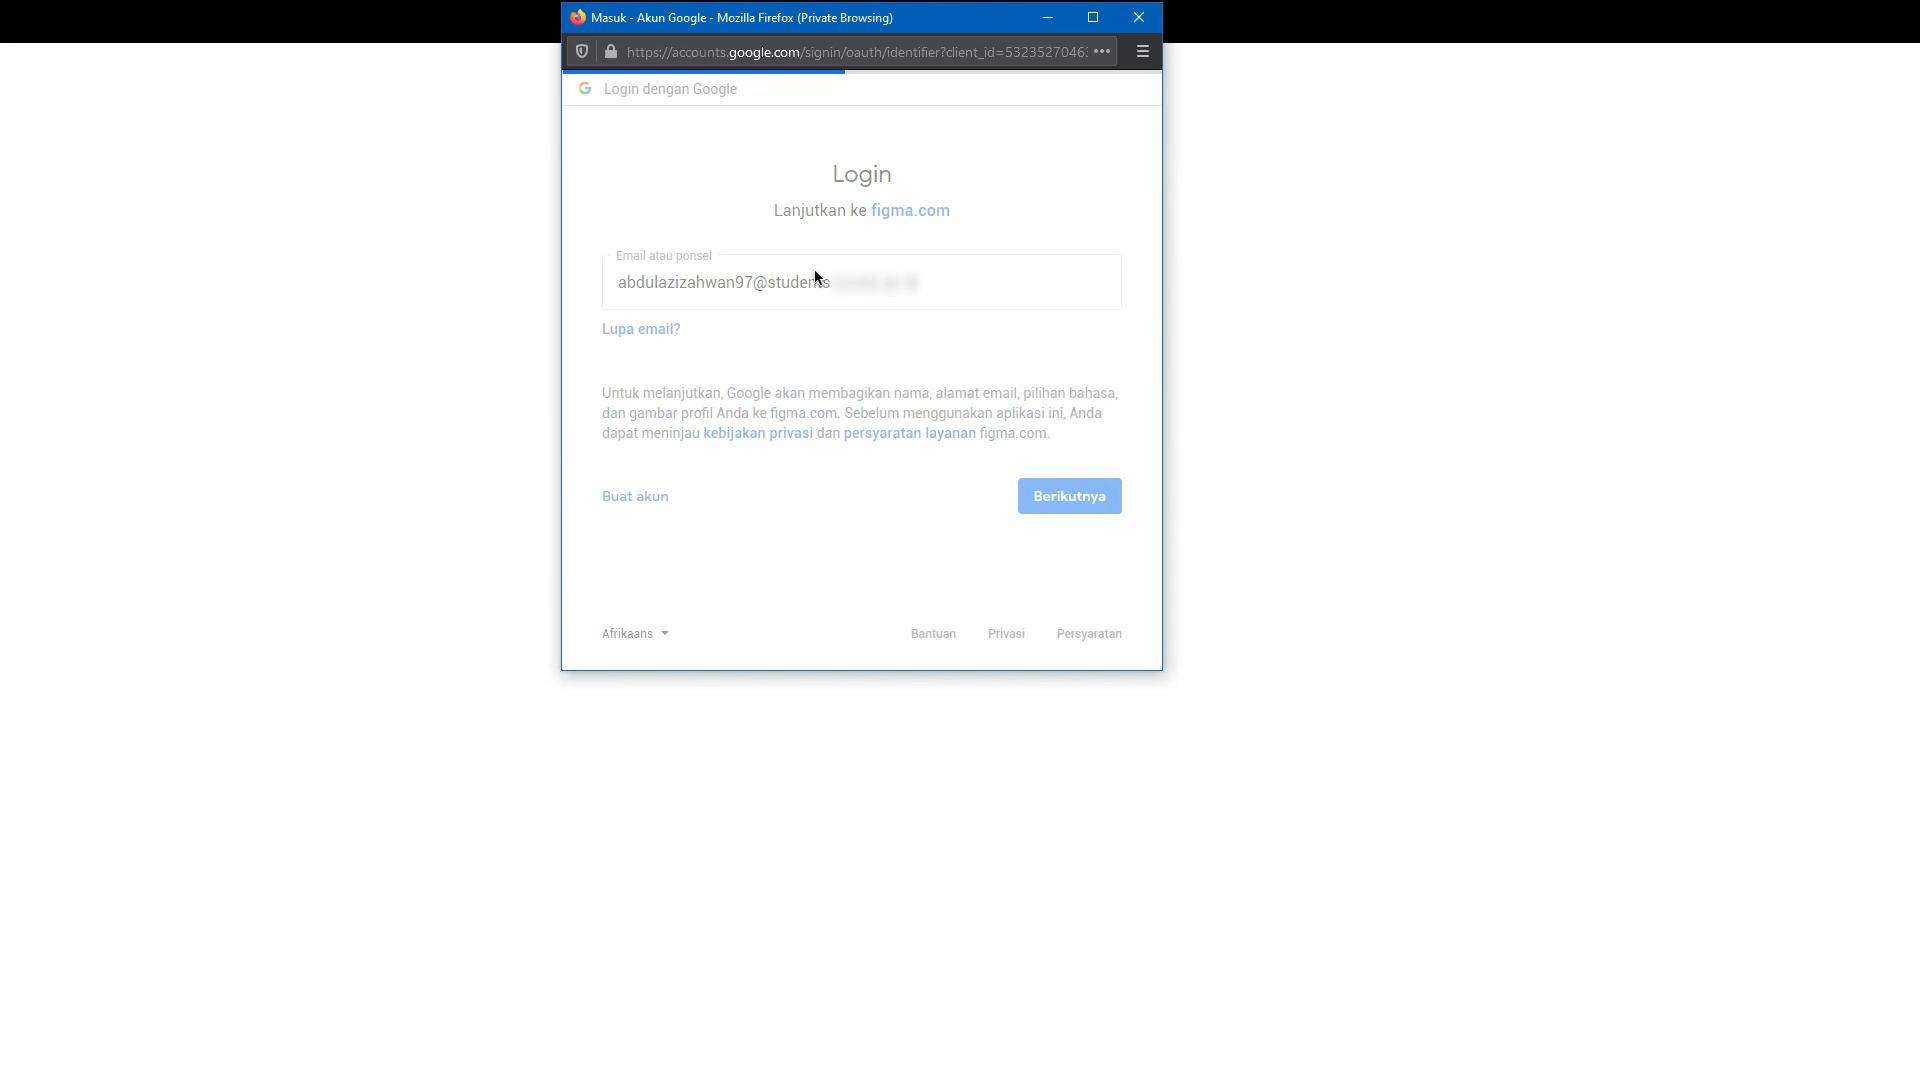 Masuk - Akun Google - Mozilla Firefox (Private Browsing)
https://accounts.google.com/signin/oauth/identifier?client_id=53235270463
Login dengan Google
Login
Lanjutkan ke figma.com
Email atau ponsel
abdulazizahwan97@students
Lupa email?
Untuk melanjutkan, Google akan membagikan nama, alamat email, pilihan bahasa,
dan gambar profil Anda ke figma.com. Sebelum menggunakan aplikasi ini, Anda
dapat meninjau kebijakan privasi dan persyaratan layanan figma.com.
Buat akun
Berikutnya
Afrikaans
Bantuan
Privasi
Persyaratan